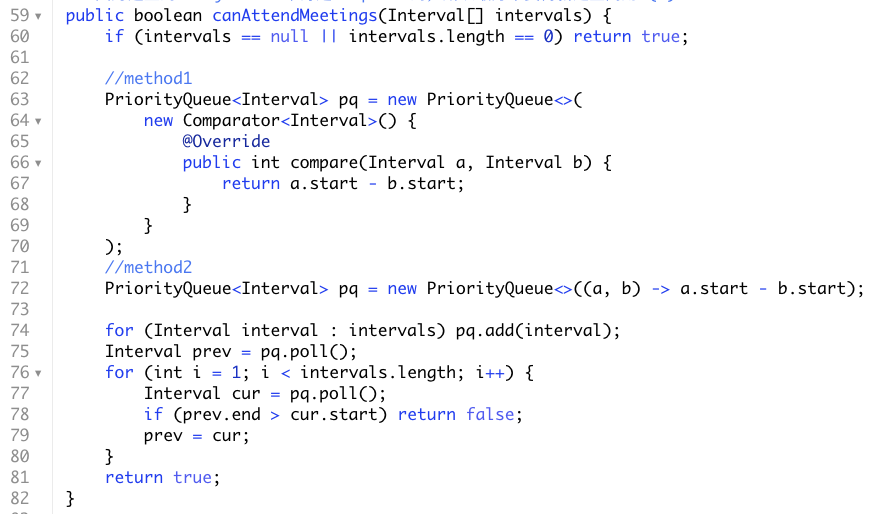 59 public boolean canAttendMeetings(Interval[] intervals) {
60     if (intervals == null || intervals.length == 0) return true;
61
62     //method1
63     PriorityQueue<Interval> pq = new PriorityQueue<>(
64         new Comparator<Interval>() {
65             @Override
66             public int compare(Interval a, Interval b) {
67                 return a.start - b.start;
68             }
69         }
70     );
71     //method2
72     PriorityQueue<Interval> pq = new PriorityQueue<>((a, b) -> a.start - b.start);
73
74     for (Interval interval : intervals) pq.add(interval);
75     Interval prev = pq.poll();
76     for (int i = 1; i < intervals.length; i++) {
77         Interval cur = pq.poll();
78         if (prev.end > cur.start) return false;
79         prev = cur;
80     }
81     return true;
82 }